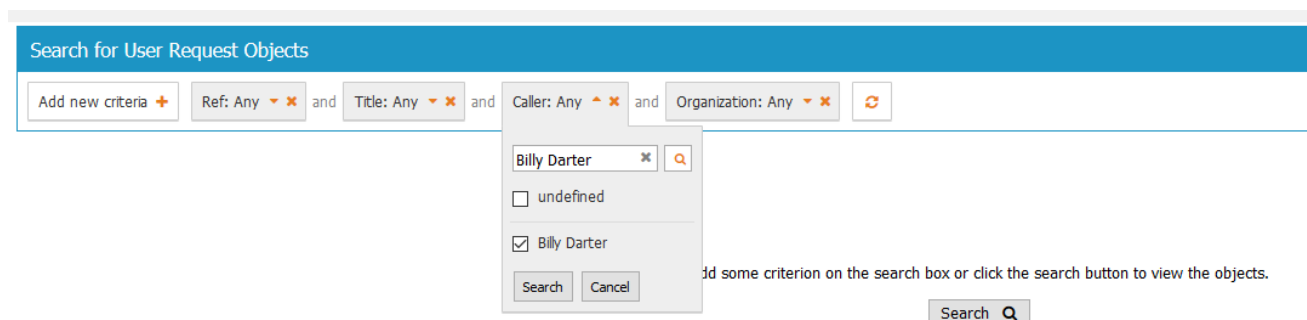 Search for User Request Objects
Add new criteria Ref: Any and Title: Any and Caller: Any and Organization: Any
Billy Darter
undefined
Billy Darter
Search Cancel
dd some criterion on the search box or click the search button to view the objects.
Search